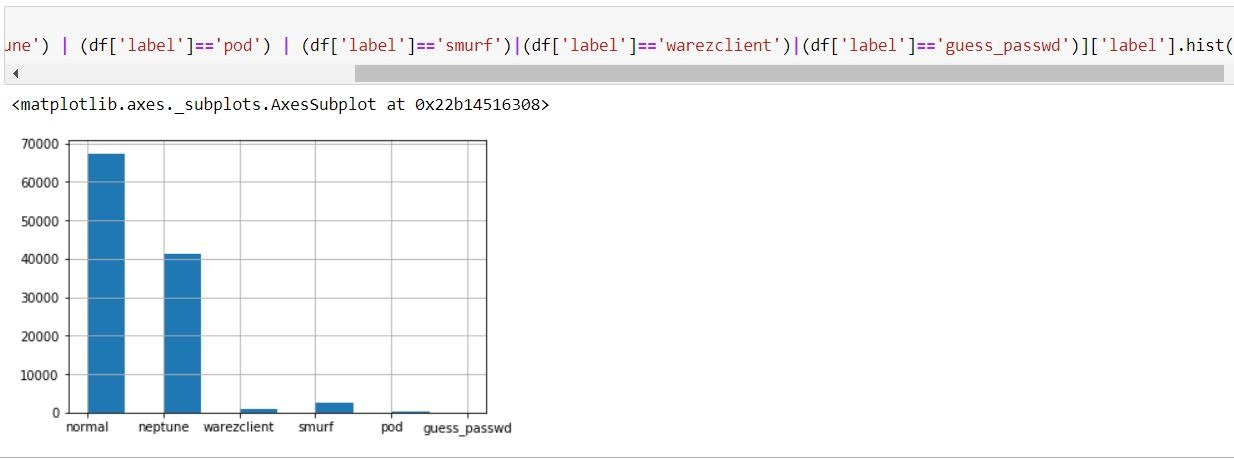 une') | (df['label']=='pod') | (df['label']=='smurf')|(df['label']=='warezclient')|(df['label']=='guess_passwd')]['label'].hist(
<matplotlib.axes._subplots.AxesSubplot at 0x22b14516308>
70000
60000
50000
40000
30000
20000
10000
0
normal neptune warezclient smurf pod guess_passwd